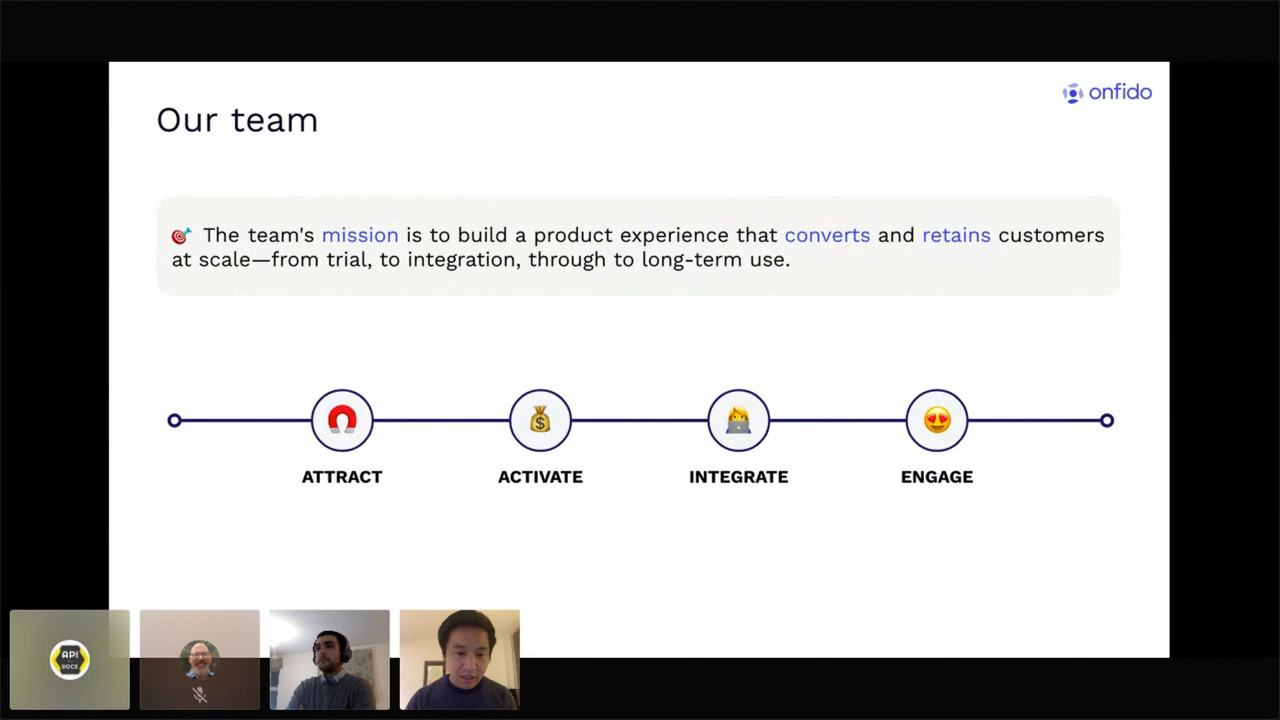 onfido
Our team
The team's mission is to build a product experience that converts and retains customers
at scale—from trial, to integration, through to long-term use.
$
ATTRACT
ACTIVATE
INTEGRATE
ENGAGE
API
DOCS